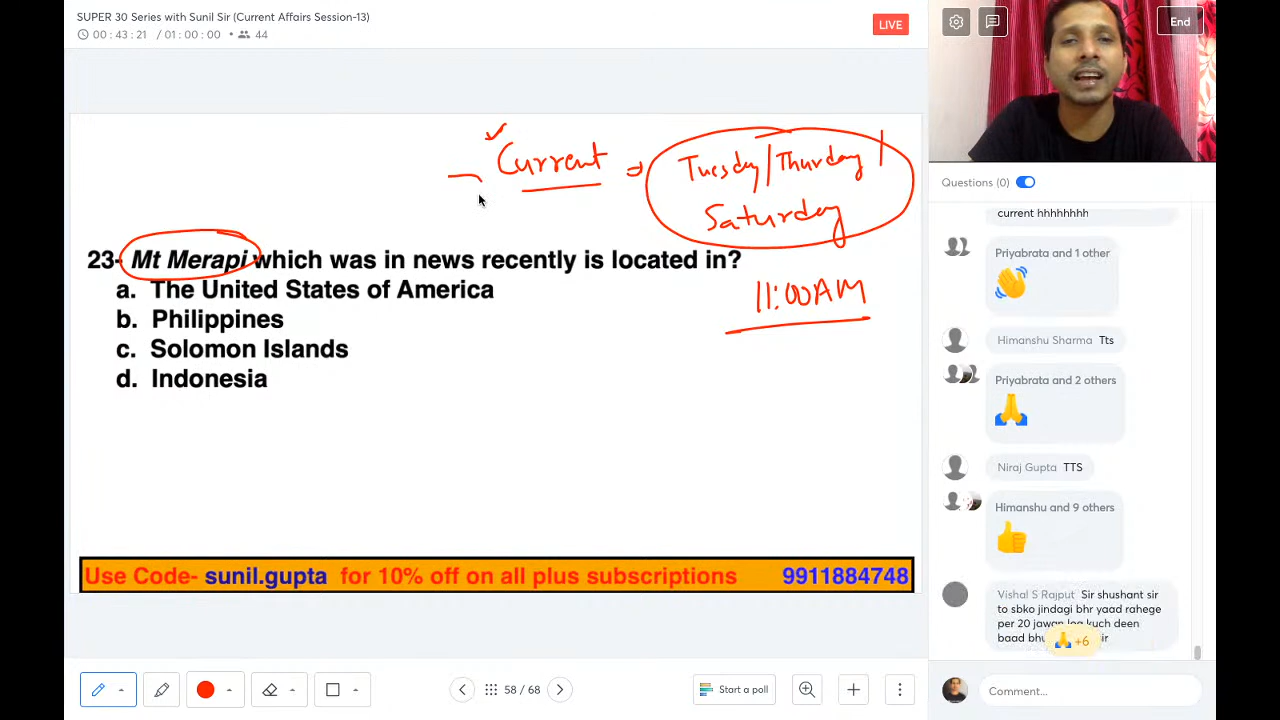 SUPER 30 Series with Sunil Sir (Current Affairs Session-13)
00 : 43 : 21 / 01 : 00 : 00 • 44
LIVE
End
Current ⇒ Tuesday/Thurday/
Saturday
23- Mt Merapi which was in news recently is located in?
11:00AM
a. The United States of America
b. Philippines
c. Solomon Islands
d. Indonesia
Use Code- sunil.gupta for 10% off on all plus subscriptions 9911884748
58 / 68
Start a poll
Questions (0)
current hhhhhhhh
Priyabrata and 1 other
Himanshu Sharma Tts
Priyabrata and 2 others
Niraj Gupta TTS
Himanshu and 9 others
Vishal S Rajput Sir shushant sir
to sbko jindagi bhr yaad rahege
per 20 jawan log kuch deen
baad
+6
Comment...